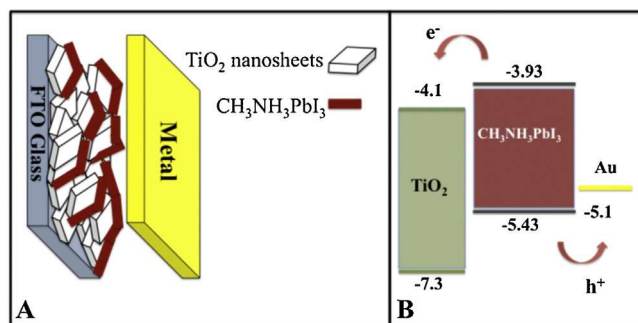 TiO₂ nanosheets
CH₃NH₃PbI₃
FTO Glass
Metal
A
e⁻
-4.1
-3.93
CH₃NH₃PbI₃
TiO₂
Au
-5.43
-5.1
h⁺
-7.3
B